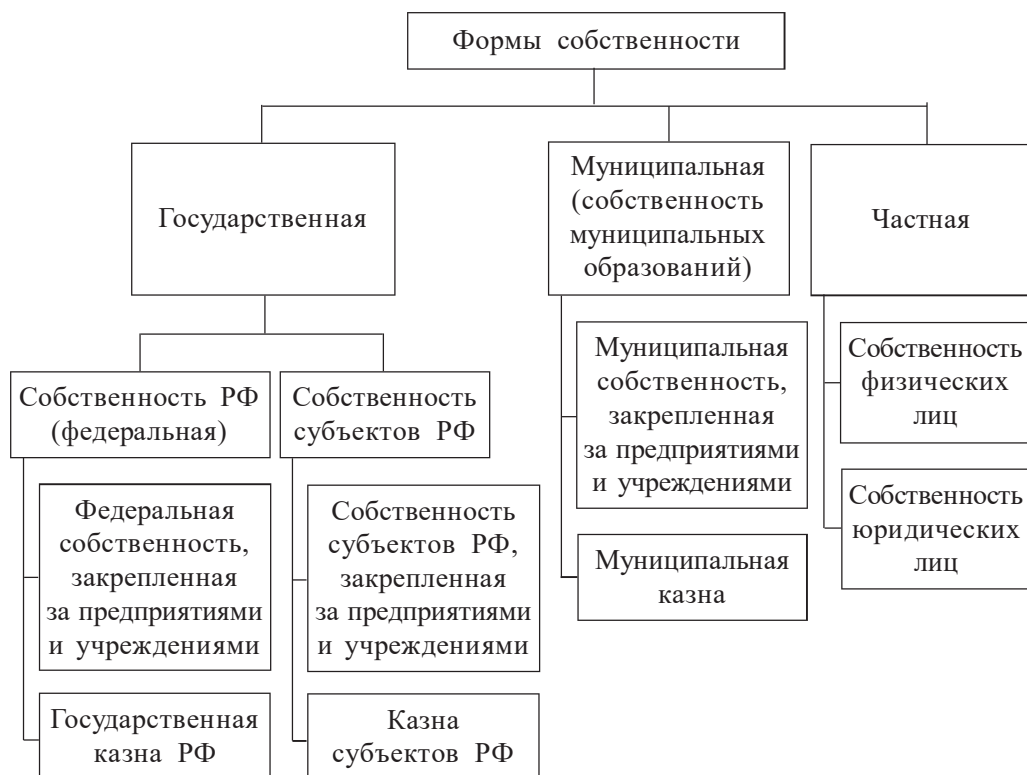 Формы собственности
Государственная
Муниципальная
(собственность
муниципальных
образований)
Частная
Собственность РФ
(федеральная)
Собственность
субъектов РФ
Муниципальная
собственность,
закрепленная
за предприятиями
и учреждениями
Собственность
физических
лиц
Федеральная
собственность,
закрепленная
за предприятиями
и учреждениями
Собственность
субъектов РФ,
закрепленная
за предприятиями
и учреждениями
Муниципальная
казна
Собственность
юридических
лиц
Государственная
казна РФ
Казна
субъектов РФ